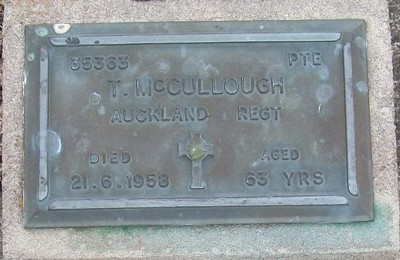 35363 PTE
T. McCULLOUGH
AUCKLAND REGT
DIED AGED
21.6.1958 63 YRS